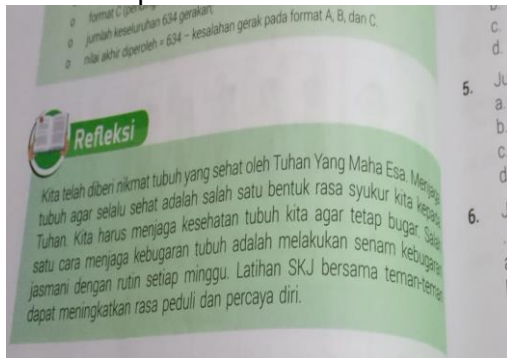 format C
jumlah keseluruhan 634 gerakan,
nilai akhir diperoleh = 634 – kesalahan gerak pada format A, B, dan C.
Refleksi
Kita telah diberi nikmat tubuh yang sehat oleh Tuhan Yang Maha Esa. Menjaga
tubuh agar selalu sehat adalah salah satu bentuk rasa syukur kita kepada
Tuhan. Kita harus menjaga kesehatan tubuh kita agar tetap bugar. Salah
satu cara menjaga kebugaran tubuh adalah melakukan senam kebugaran
jasmani dengan rutin setiap minggu. Latihan SKJ bersama teman-teman
dapat meningkatkan rasa peduli dan percaya diri.
c.
d.
5. Ju
a.
b.
c.
d
6. J